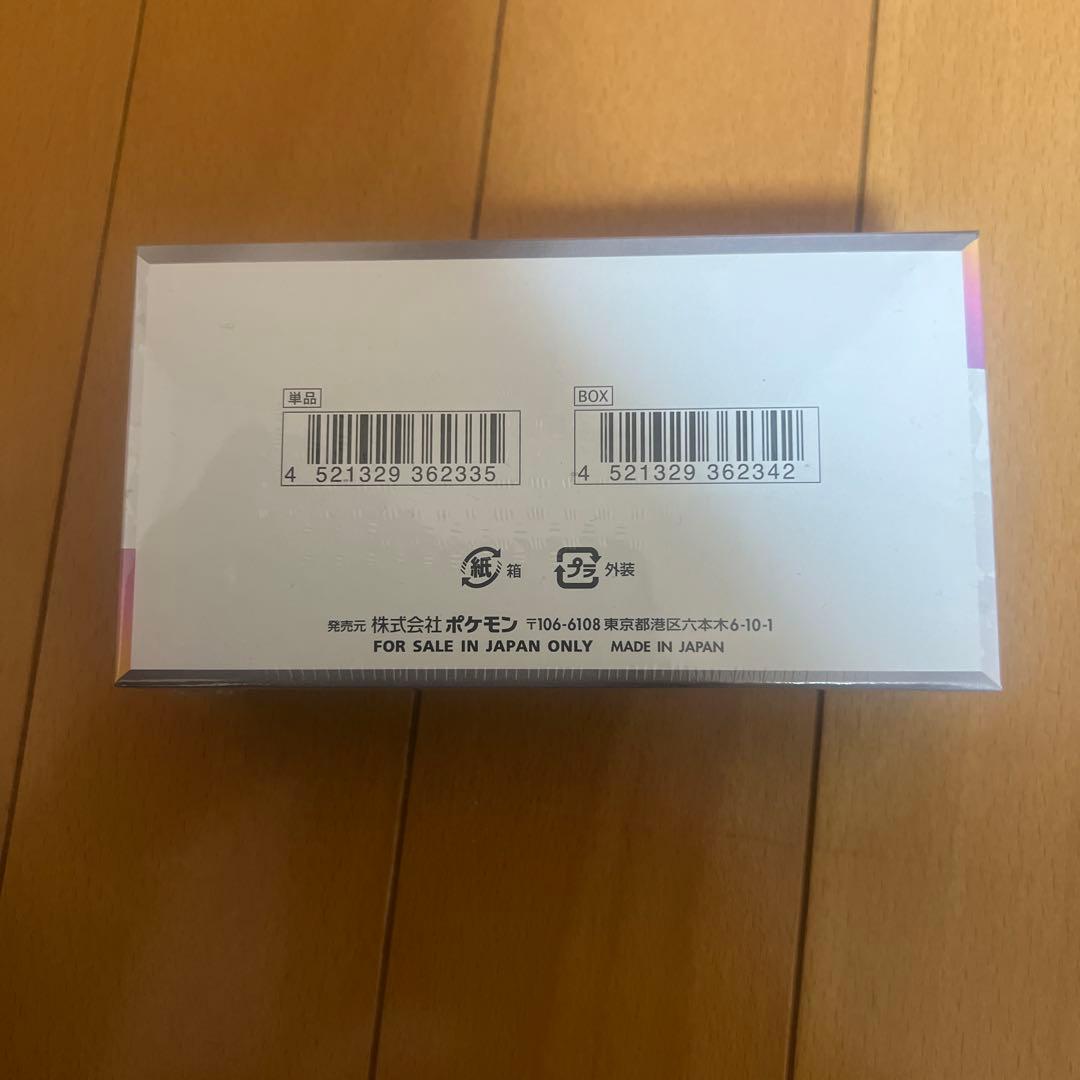 単品
BOX
4 521329 362335
4 521329 362342
紙 箱
プラ 外装
発売元 株式会社 ポケモン 〒106-6108 東京都港区六本木6-10-1
FOR SALE IN JAPAN ONLY MADE IN JAPAN